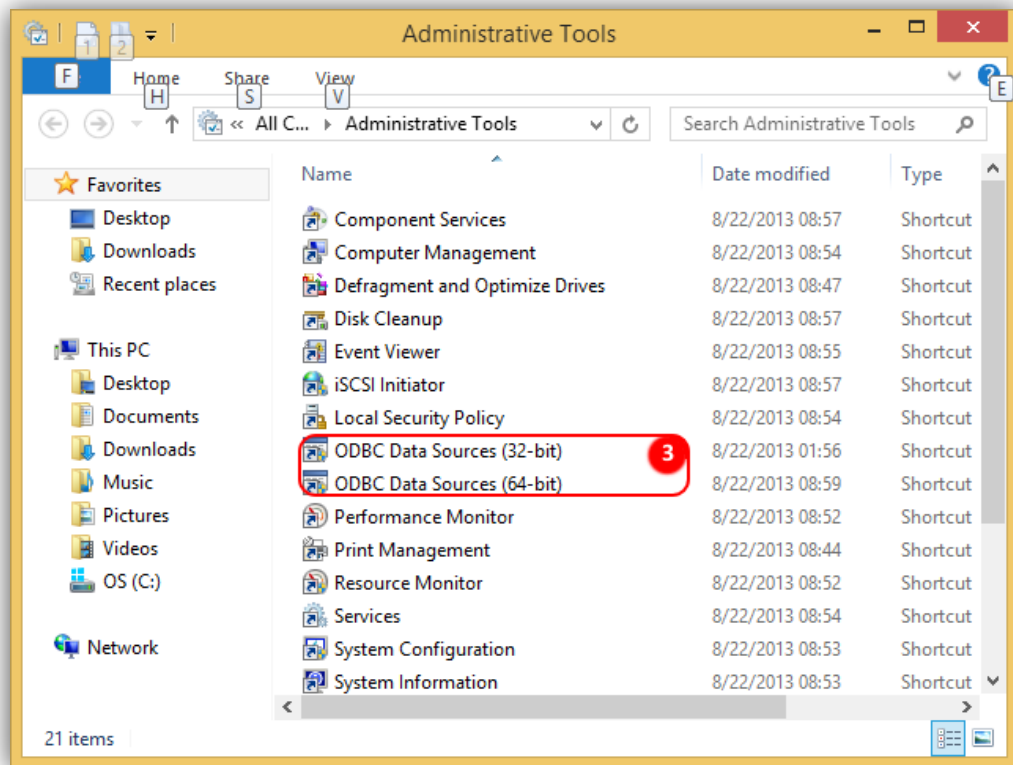 1 2 Administrative Tools
F Home Share View
H S V E
« All C... Administrative Tools Search Administrative Tools
Name Date modified Type
Favorites
Desktop
Downloads
Recent places
This PC
Desktop
Documents
Downloads
Music
Pictures
Videos
OS (C:)
Network
Component Services 8/22/2013 08:57 Shortcut
Computer Management 8/22/2013 08:54 Shortcut
Defragment and Optimize Drives 8/22/2013 08:47 Shortcut
Disk Cleanup 8/22/2013 08:57 Shortcut
Event Viewer 8/22/2013 08:55 Shortcut
iSCSI Initiator 8/22/2013 08:57 Shortcut
Local Security Policy 8/22/2013 08:54 Shortcut
ODBC Data Sources (32-bit) 3 8/22/2013 01:56 Shortcut
ODBC Data Sources (64-bit) 8/22/2013 08:59 Shortcut
Performance Monitor 8/22/2013 08:52 Shortcut
Print Management 8/22/2013 08:44 Shortcut
Resource Monitor 8/22/2013 08:52 Shortcut
Services 8/22/2013 08:54 Shortcut
System Configuration 8/22/2013 08:53 Shortcut
System Information 8/22/2013 08:53 Shortcut
21 items